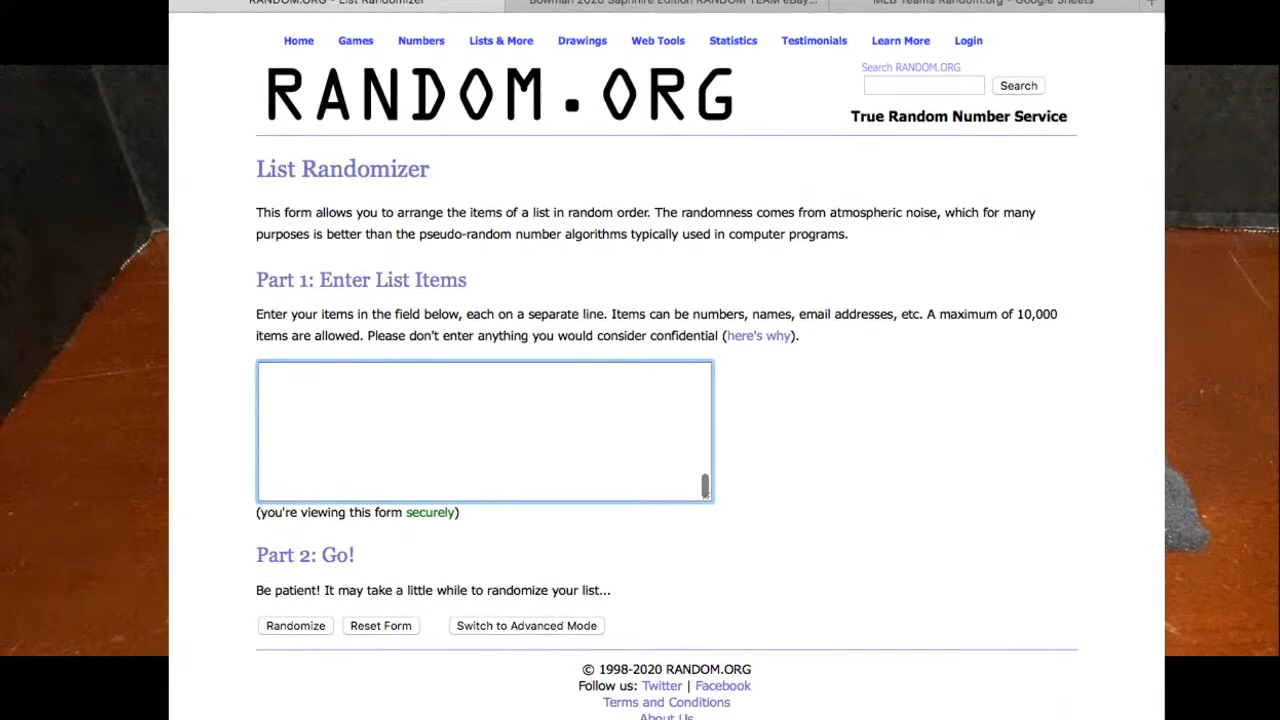 RANDOM.ORG - List Randomizer
Bowman 2020 Sapphire Edition RANDOM TEAM eBay...
MLB Teams Random.org - Google Sheets
Home Games Numbers Lists & More Drawings Web Tools Statistics Testimonials Learn More Login
RANDOM.ORG
Search RANDOM.ORG
Search
True Random Number Service
List Randomizer
This form allows you to arrange the items of a list in random order. The randomness comes from atmospheric noise, which for many
purposes is better than the pseudo-random number algorithms typically used in computer programs.
Part 1: Enter List Items
Enter your items in the field below, each on a separate line. Items can be numbers, names, email addresses, etc. A maximum of 10,000
items are allowed. Please don't enter anything you would consider confidential (here's why).
(you're viewing this form securely)
Part 2: Go!
Be patient! It may take a little while to randomize your list...
Randomize Reset Form Switch to Advanced Mode
© 1998-2020 RANDOM.ORG
Follow us: Twitter | Facebook
Terms and Conditions
About Us